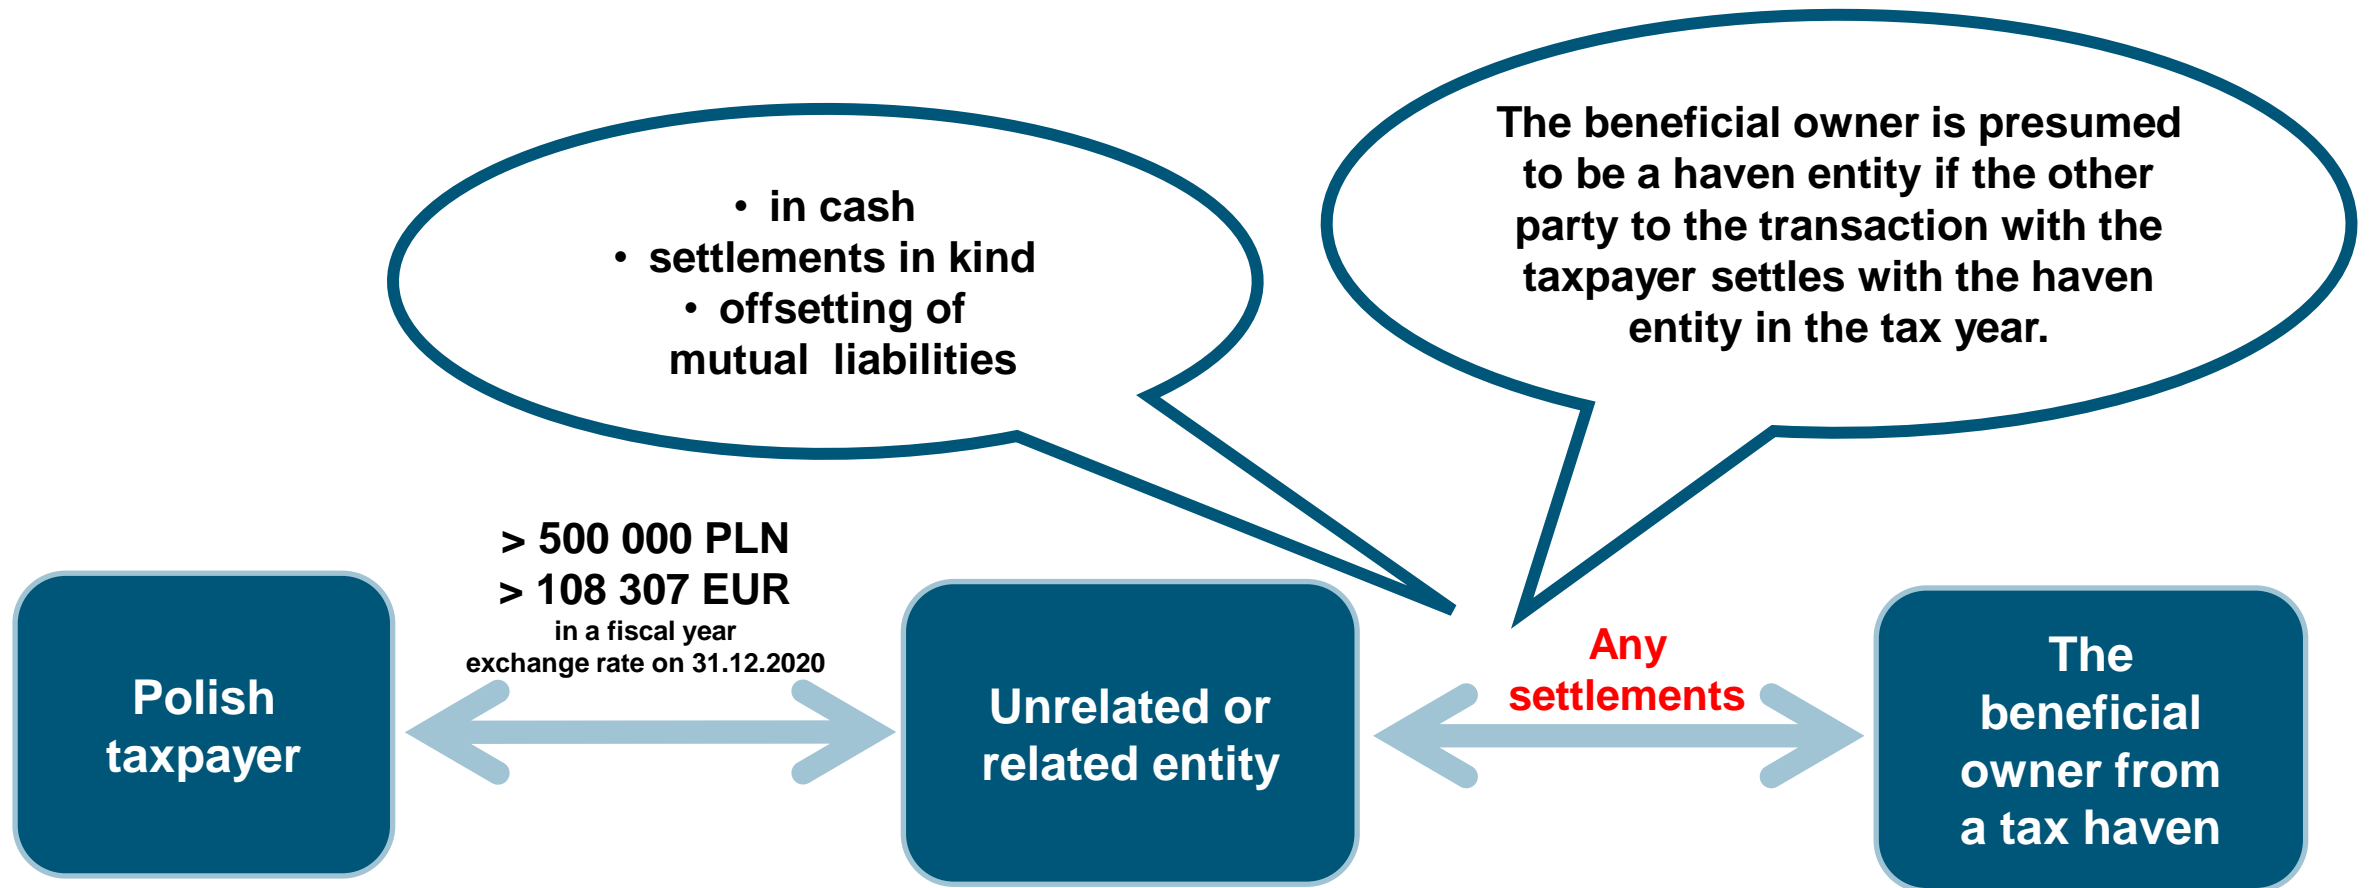 The beneficial owner is presumed
to be a haven entity if the other
party to the transaction with the
taxpayer settles with the haven
entity in the tax year.
• in cash
• settlements in kind
• offsetting of
mutual liabilities
> 500 000 PLN
> 108 307 EUR
in a fiscal year
exchange rate on 31.12.2020
Polish
taxpayer
Unrelated or
related entity
Any
settlements
The
beneficial
owner from
a tax haven